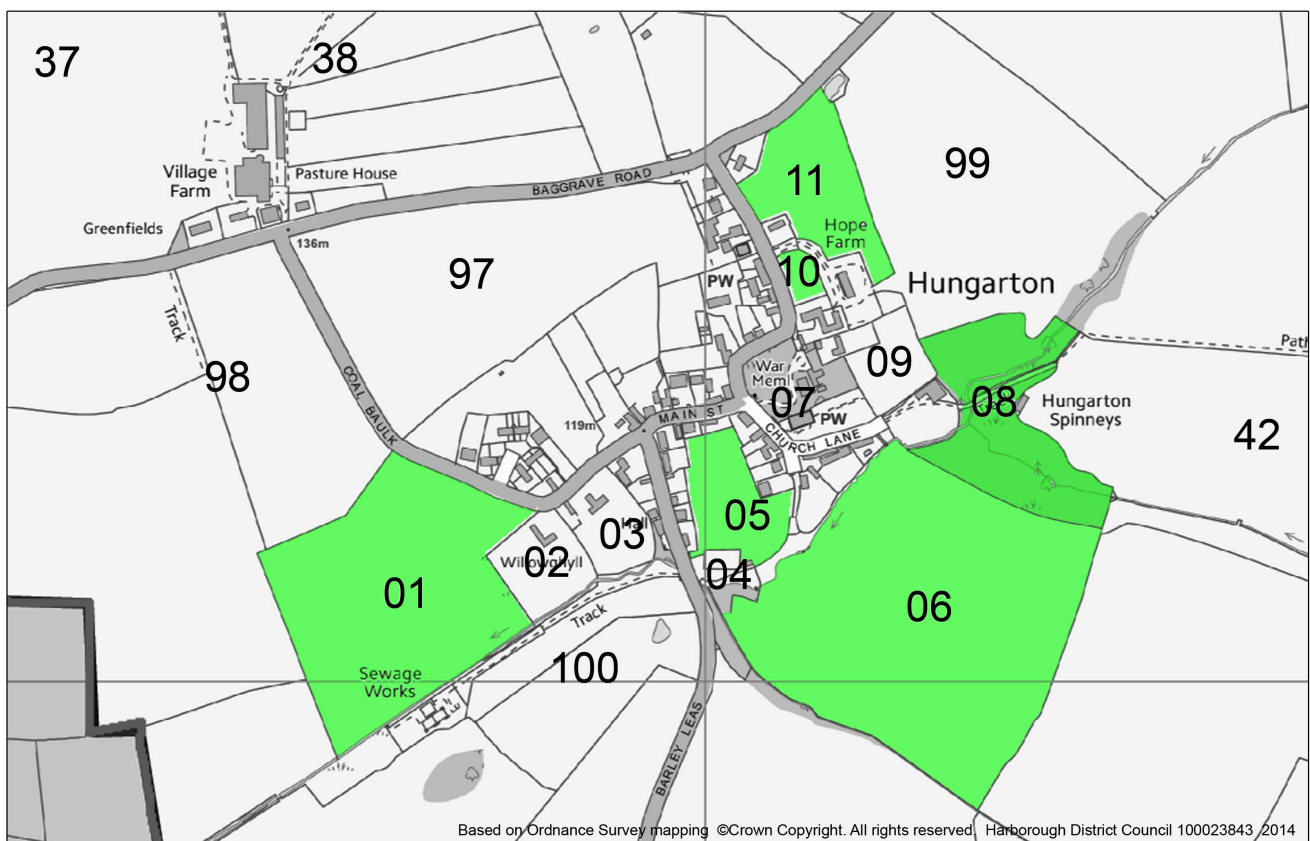 37
38
Village
Farm
Pasture House
BAGGRAVE ROAD
11
99
Greenfields
136m
Hope
Farm
97
PW
10
Hungarton
Track
98
COAL BAULK
09
Path
War
Meml
07
08
Hungarton
Spinneys
119m
MAIN ST
PW
CHURCH LANE
42
05
Hall
03
Willowghyll
02
04
01
06
Track
100
Sewage
Works
BARLEY LEAS
Based on Ordnance Survey mapping ©Crown Copyright. All rights reserved. Harborough District Council 100023843 2014